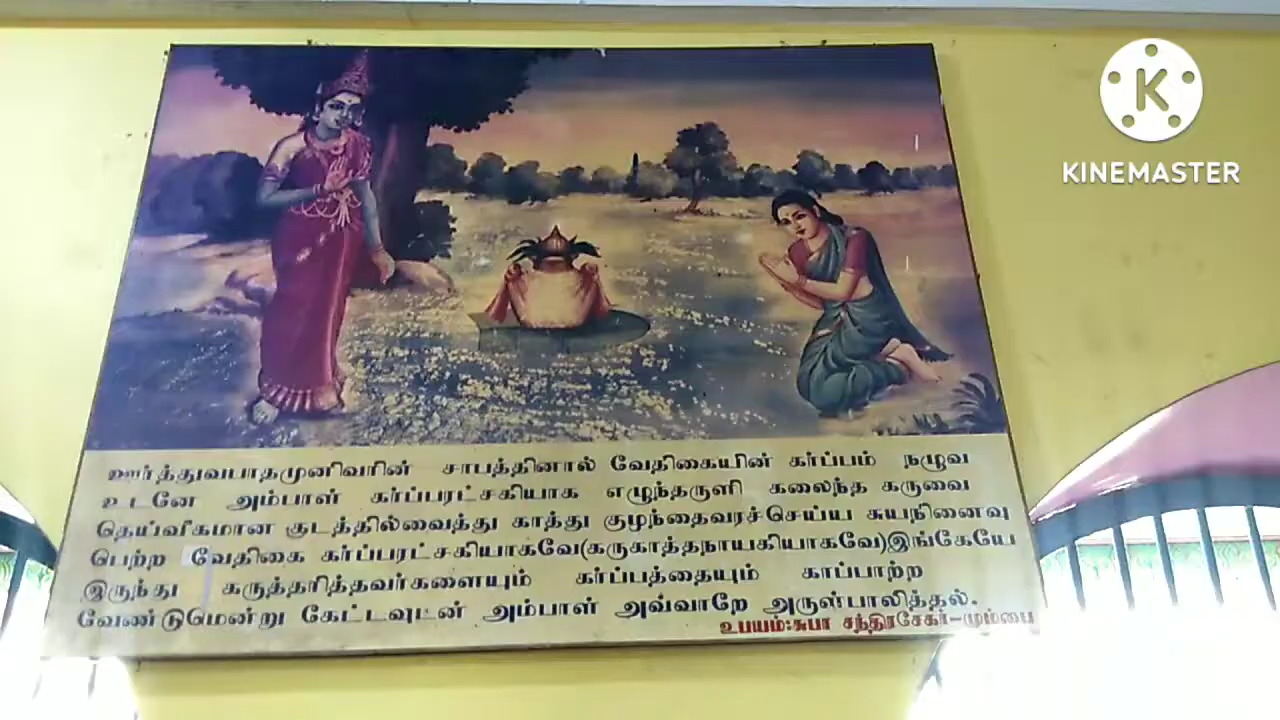 KINEMASTER
ஊர்த்துவபாதமுனிவரின் சாபத்தினால் வேதிகையின் கர்ப்பம் நழுவ
உடனே அம்பாள் கர்ப்பரட்சகியாக எழுந்தருளி கலைந்த கருவை
தெய்வீகமான குடத்தில்வைத்து காத்து குழந்தைவரச்செய்ய சுயநினைவு
பெற்ற வேதிகை கர்ப்பரட்சகியாகவே(கருகாத்தநாயகியாகவே)இங்கேயே
இருந்து கருத்தரித்தவர்களையும் கர்ப்பத்தையும் காப்பாற்ற
வேண்டுமென்று கேட்டவுடன் அம்பாள் அவ்வாறே அருள்பாலித்தல்.
உபயம்:சுபா சந்திரசேகர்-மும்பை